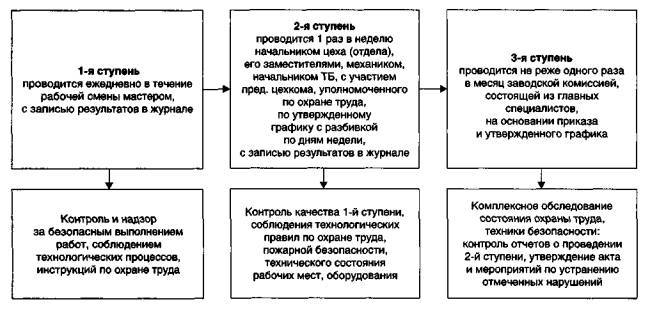 1-я ступень
проводится ежедневно в течение
рабочей смены мастером,
с записью результатов в журнале
2-я ступень
проводится 1 раз в неделю
начальником цеха (отдела),
его заместителями, механиком,
начальником ТБ, с участием
пред. цехкома, уполномоченного
по охране труда,
по утвержденному
графику с разбивкой
по дням недели,
с записью результатов в журнале
3-я ступень
проводится не реже одного раза
в месяц заводской комиссией,
состоящей из главных
специалистов,
на основании приказа
и утвержденного графика
Контроль и надзор
за безопасным выполнением
работ, соблюдением
технологических процессов,
инструкций по охране труда
Контроль качества 1-й ступени,
соблюдения технологических
правил по охране труда,
пожарной безопасности,
технического состояния
рабочих мест, оборудования
Комплексное обследование
состояния охраны труда,
техники безопасности:
контроль отчетов о проведении
2-й ступени, утверждение акта
и мероприятий по устранению
отмеченных нарушений